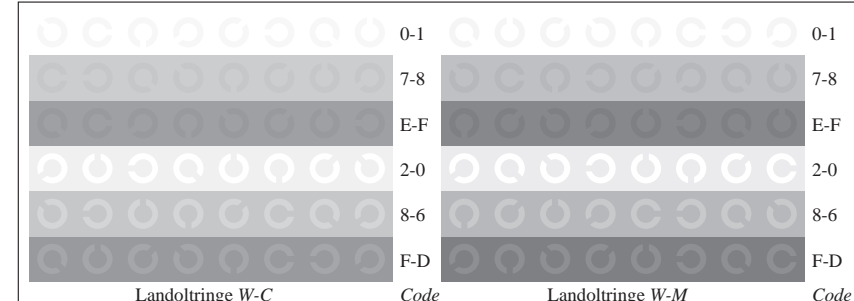 0-1 0-1
7-8 7-8
E-F E-F
2-0 2-0
8-6 8-6
F-D F-D
Landoltringe W-C Code Landoltringe W-M Code